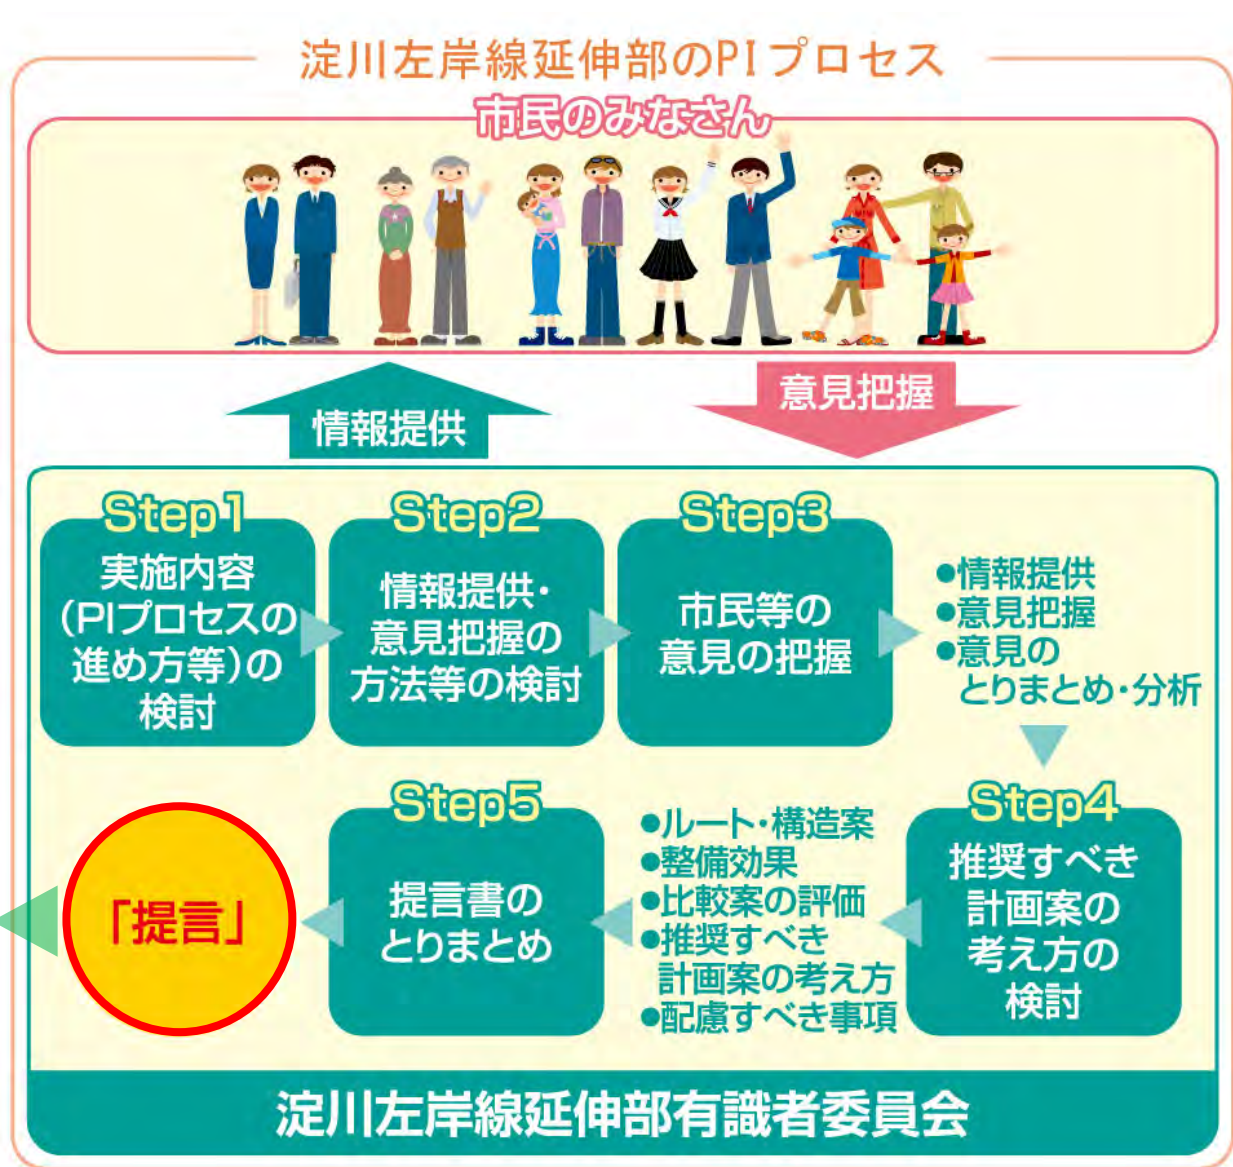 淀川左岸線延伸部のPIプロセス
市民のみなさん
情報提供
意見把握
Step1
実施内容
(PIプロセスの
進め方等)の
検討
Step2
情報提供・
意見把握の
方法等の検討
Step3
市民等の
意見の把握
●情報提供
●意見把握
●意見の
とりまとめ・分析
Step4
推奨すべき
計画案の
考え方の
検討
●ルート・構造案
●整備効果
●比較案の評価
●推奨すべき
計画案の考え方
●配慮すべき事項
Step5
提言書の
とりまとめ
「提言」
淀川左岸線延伸部有識者委員会